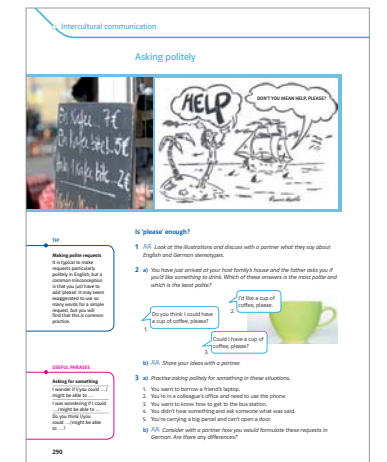 Intercultural communication
Asking politely
HELP
DON'T YOU MEAN HELP, PLEASE?
TIP
Making polite requests
It is typical to make
requests particularly
politely in English, but a
common misconception
is that you just have to
add 'please'. It may seem
exaggerated to use so
many words for a simple
request, but you will
find that this is common
practice.
USEFUL PHRASES
Asking for something
I wonder if I/you could …/
might be able to …
I was wondering if I could
…/might be able to …
Do you think I/you
could …/might be able
to …?
Is 'please' enough?
1 Look at the illustrations and discuss with a partner what they say about
English and German stereotypes.
2 a) You have just arrived at your host family's house and the father asks you if
you'd like something to drink. Which of these answers is the most polite and
which is the least polite?
I'd like a cup of
coffee, please.
2.
Do you think I could have
a cup of coffee, please?
1.
Could I have a cup of
coffee, please?
3.
b) Share your ideas with a partner.
3 a) Practise asking politely for something in these situations.
1. You want to borrow a friend's laptop.
2. You're in a colleague's office and need to use the phone.
3. You want to know how to get to the bus station.
4. You didn't hear something and ask someone what was said.
5. You're carrying a big parcel and can't open a door.
b) Consider with a partner how you would formulate these requests in
German. Are there any differences?
290